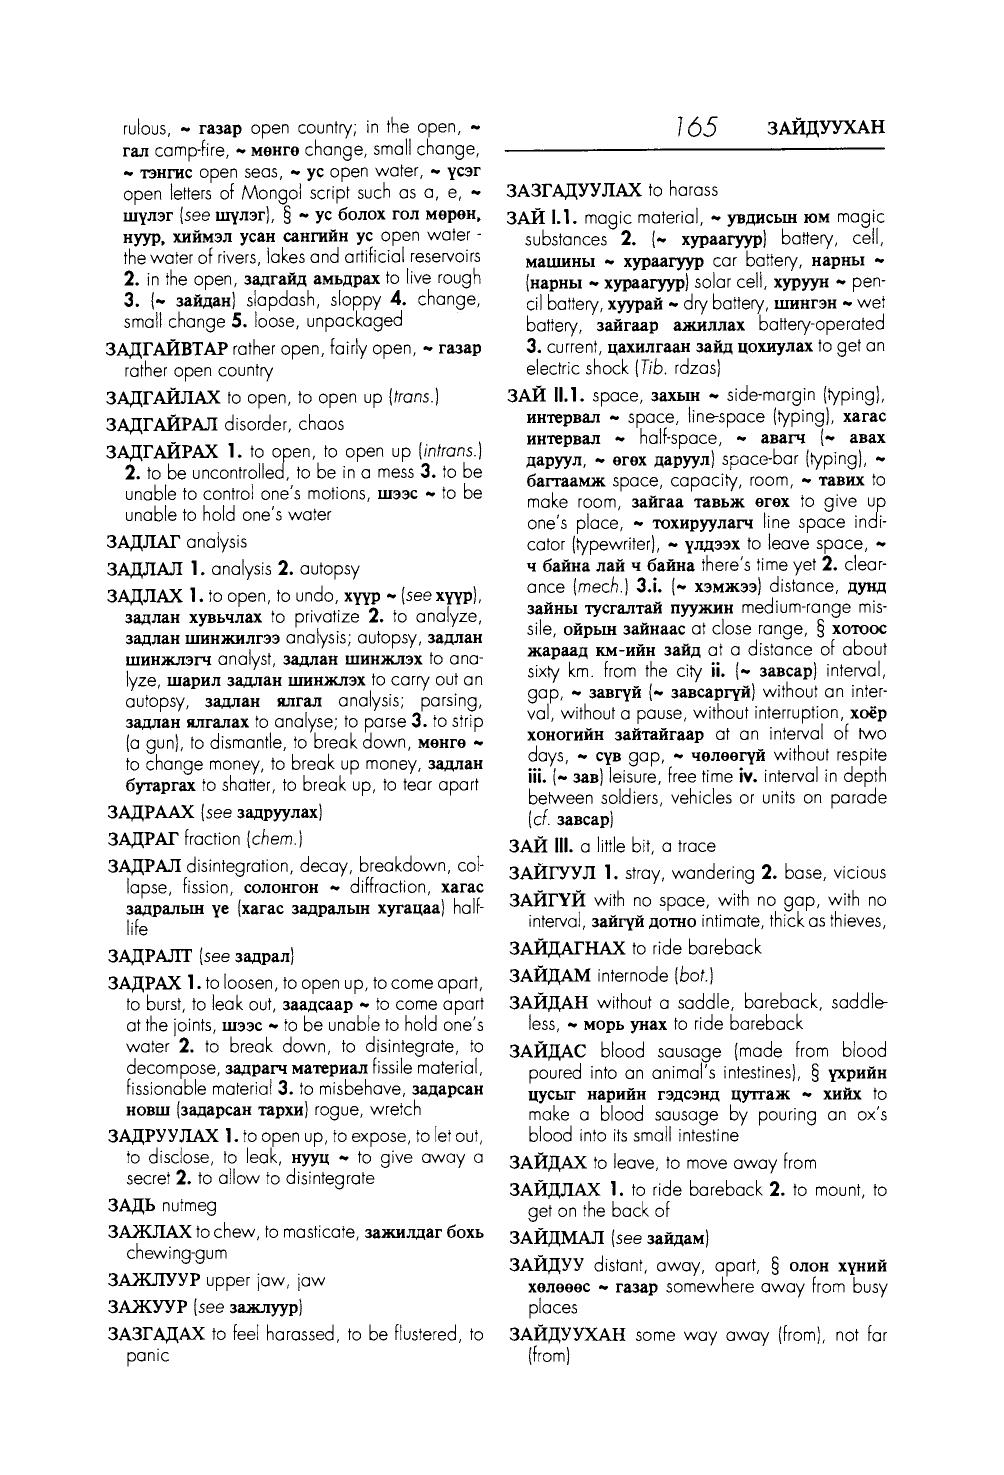 rulous, ~ газар open country; in the open, ~
гал camp-fire, ~ мөнгө change, small change,
~ тэнгис open seas, ~ ус open water, ~ үсэг
open letters of Mongol script such as a, e, ~
шүлэг (see шүлэг), § ~ ус болох гол мөрөн,
нуур, хиймэл усан сангийн ус open water -
the water of rivers, lakes and artificial reservoirs
2. in the open, задгайд амьдрах to live rough
3. (~ зайдан) slapdash, sloppy 4. change,
small change 5. loose, unpackaged
ЗАДГАЙВТАР rather open, fairly open, ~ газар
rather open country
ЗАДГАЙЛАХ to open, to open up (trans.)
ЗАДГАЙРАЛ disorder, chaos
ЗАДГАЙРАХ 1. to open, to open up (intrans.)
2. to be uncontrolled, to be in a mess 3. to be
unable to control one's motions, шээс ~ to be
unable to hold one's water
ЗАДЛАГ analysis
ЗАДЛАЛ 1. analysis 2. autopsy
ЗАДЛАХ 1. to open, to undo, хүүр ~ (see хүүр),
задлан хувьчлах to privatize 2. to analyze,
задлан шинжилгээ analysis; autopsy, задлан
шинжлэгч analyst, задлан шинжлэх to ana-
lyze, шарил задлан шинжлэх to carry out an
autopsy, задлан ялгал analysis; parsing,
задлан ялгалах to analyse; to parse 3. to strip
(a gun), to dismantle, to break down, мөнгө ~
to change money, to break up money, задлан
бутаргах to shatter, to break up, to tear apart
ЗАДРААХ (see задруулах)
ЗАДРАГ fraction (chem.)
ЗАДРАЛ disintegration, decay, breakdown, col-
lapse, fission, солонгон ~ diffraction, хагас
задралын үе (хагас задралын хугацаа) half-
life
ЗАДРАЛТ (see задрал)
ЗАДРАХ 1. to loosen, to open up, to come apart,
to burst, to leak out, заадсаар ~ to come apart
at the joints, шээс ~ to be unable to hold one's
water 2. to break down, to disintegrate, to
decompose, задрагч материал fissile material,
fissionable material 3. to misbehave, задарсан
новш (задарсан тархи) rogue, wretch
ЗАДРУУЛАХ 1. to open up, to expose, to let out,
to disclose, to leak, нууц ~ to give away a
secret 2. to allow to disintegrate
ЗАДЬ nutmeg
ЗАЖЛАХ to chew, to masticate, зажилдаг бохь
chewing-gum
ЗАЖЛУУР upper jaw, jaw
ЗАЖУУР (see зажлуур)
ЗАЗГАДАХ to feel harassed, to be flustered, to
panic
165 ЗАЙДУУХАН
ЗАЗГАДУУЛАХ to harass
ЗАЙ I.1. magic material, ~ увдисын юм magic
substances 2. (~ хураагуур) battery, cell,
машины ~ хураагуур car battery, нарны ~
(нарны ~ хураагуур) solar cell, хуруун ~ pen-
cil battery, хуурай ~ dry battery, шингэн ~ wet
battery, зайгаар ажиллах battery-operated
3. current, цахилгаан зайд цохиулах to get an
electric shock (Tib. rdzas)
ЗАЙ II.1. space, захын ~ side-margin (typing),
интервал ~ space, line-space (typing), хагас
интервал ~ half-space, ~ авагч (~ авах
даруул, ~ өгөх даруул) space-bar (typing), ~
багтаамж space, capacity, room, ~ тавих to
make room, зайгаа тавьж өгөх to give up
one's place, ~ тохируулагч line space indi-
cator (typewriter), ~ үлдээх to leave space, ~
ч байна лай ч байна there's time yet 2. clear-
ance (mech.) 3.i. (~ хэмжээ) distance, дунд
зайны тусгалтай пуужин medium-range mis-
sile, ойрын зайнаас at close range, § хотоос
жараад км-ийн зайд at a distance of about
sixty km. from the city ii. (~ завсар) interval,
gap, ~ завгүй (~ завсаргүй) without an inter-
val, without a pause, without interruption, хоёр
хоногийн зайтайгаар at an interval of two
days, ~ сүв gap, ~ чөлөөгүй without respite
iii. (~ зав) leisure, free time iv. interval in depth
between soldiers, vehicles or units on parade
(cf. завсар)
ЗАЙ III. a little bit, a trace
ЗАЙГУУЛ 1. stray, wandering 2. base, vicious
ЗАЙГҮЙ with no space, with no gap, with no
interval, зайгүй дотно intimate, thick as thieves,
ЗАЙДАГНАХ to ride bareback
ЗАЙДАМ internode (bot.)
ЗАЙДАН without a saddle, bareback, saddle-
less, ~ морь унах to ride bareback
ЗАЙДАС blood sausage (made from blood
poured into an animal's intestines), § үхрийн
цусыг нарийн гэдсэнд цутгаж ~ хийх to
make a blood sausage by pouring an ox's
blood into its small intestine
ЗАЙДАХ to leave, to move away from
ЗАЙДЛАХ 1. to ride bareback 2. to mount, to
get on the back of
ЗАЙДМАЛ (see зайдам)
ЗАЙДУУ distant, away, apart, § олон хүний
хөлөөөс ~ газар somewhere away from busy
places
ЗАЙДУУХАН some way away (from), not far
(from)